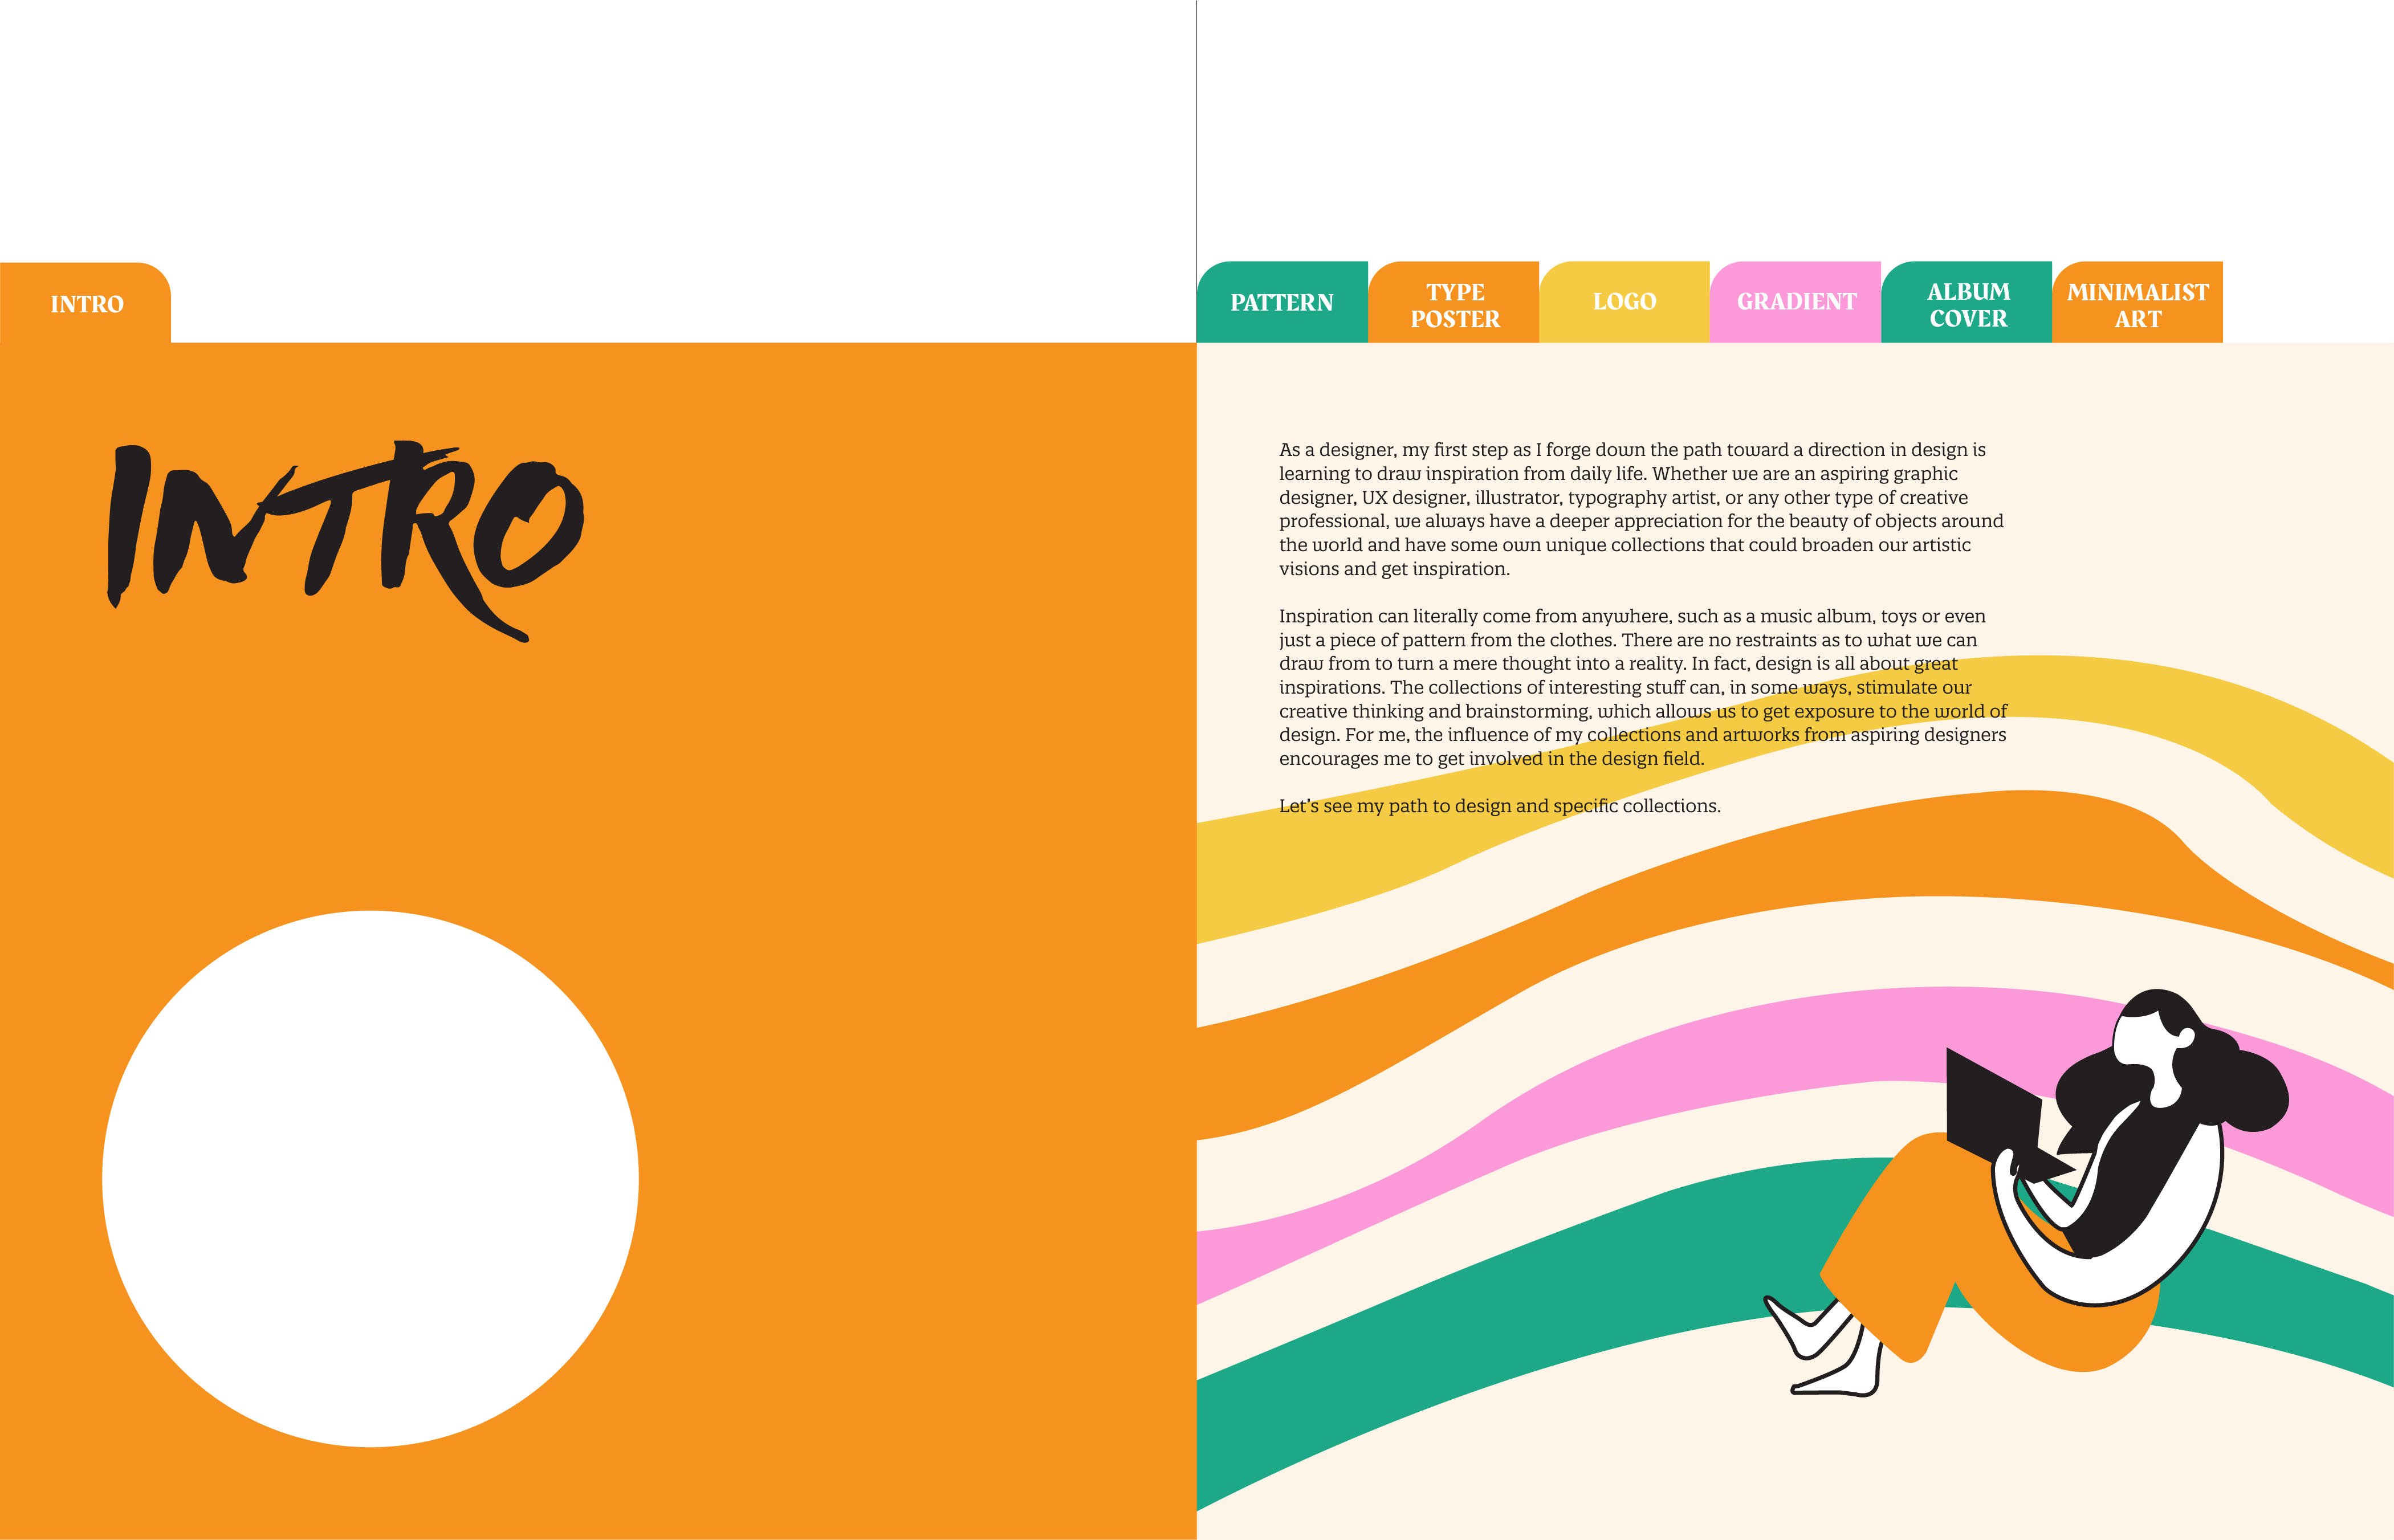 INTRO
PATTERN
TYPE
POSTER
LOGO
GRADIENT
ALBUM
COVER
MINIMALIST
ART
INTRO
As a designer, my first step as I forge down the path toward a direction in design is
learning to draw inspiration from daily life. Whether we are an aspiring graphic
designer, UX designer, illustrator, typography artist, or any other type of creative
professional, we always have a deeper appreciation for the beauty of objects around
the world and have some own unique collections that could broaden our artistic
visions and get inspiration.
Inspiration can literally come from anywhere, such as a music album, toys or even
just a piece of pattern from the clothes. There are no restraints as to what we can
draw from to turn a mere thought into a reality. In fact, design is all about great
inspirations. The collections of interesting stuff can, in some ways, stimulate our
creative thinking and brainstorming, which allows us to get exposure to the world of
design. For me, the influence of my collections and artworks from aspiring designers
encourages me to get involved in the design field.
Let's see my path to design and specific collections.